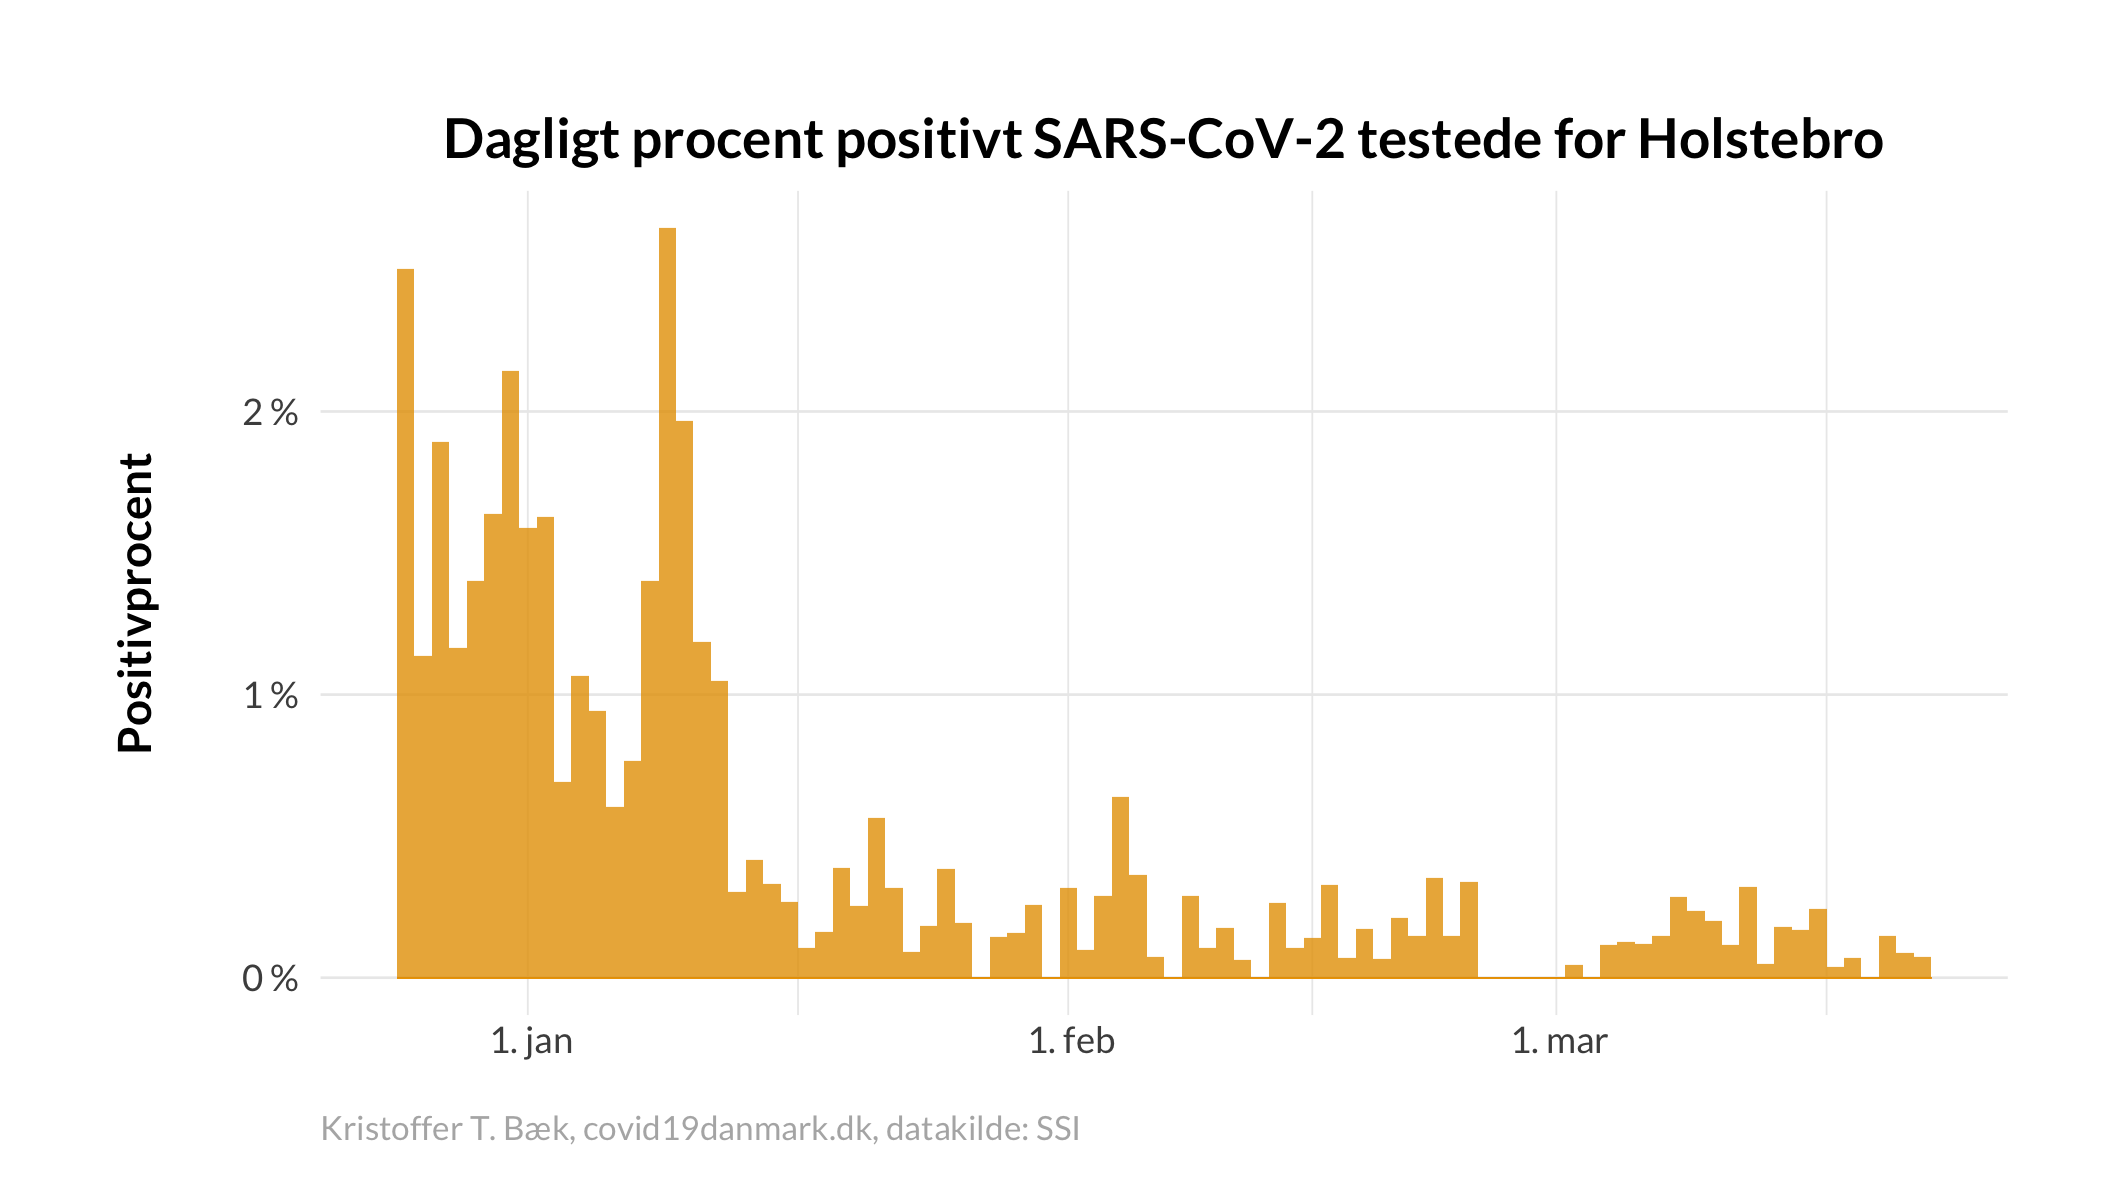 Dagligt procent positivt SARS-CoV-2 testede for Holstebro
Positivprocent
2 %
1 %
0 %
1. jan
1. feb
1. mar
Kristoffer T. Bæk, covid19danmark.dk, datakilde: SSI